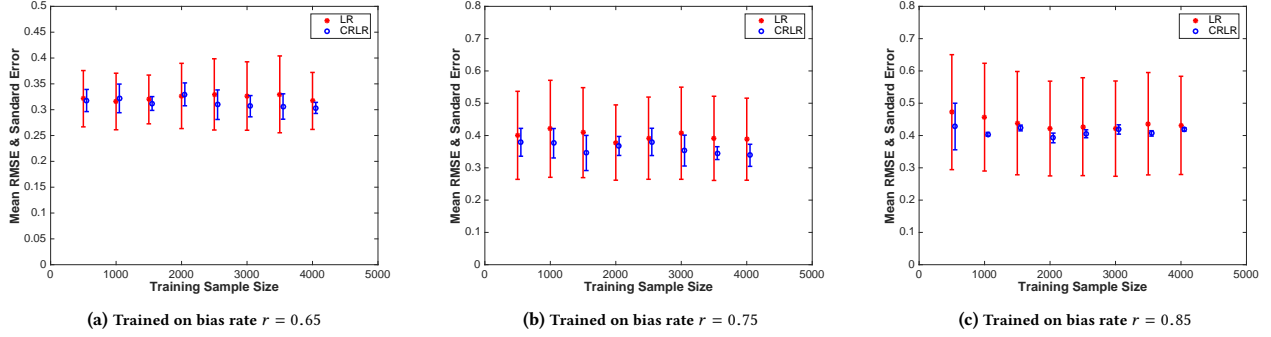 0.5
0.45
0.4
0.35
0.3
0.25
0.2
0.15
0.1
0.05
0
Mean RMSE & Sandard Error
LR
CRLR
0 1000 2000 3000 4000 5000
Training Sample Size
(a) Trained on bias rate r = 0.65
0.8
0.7
0.6
0.5
0.4
0.3
0.2
0.1
0
Mean RMSE & Sandard Error
LR
CRLR
0 1000 2000 3000 4000 5000
Training Sample Size
(b) Trained on bias rate r = 0.75
0.8
0.7
0.6
0.5
0.4
0.3
0.2
0.1
0
Mean RMSE & Sandard Error
LR
CRLR
0 1000 2000 3000 4000 5000
Training Sample Size
(c) Trained on bias rate r = 0.85